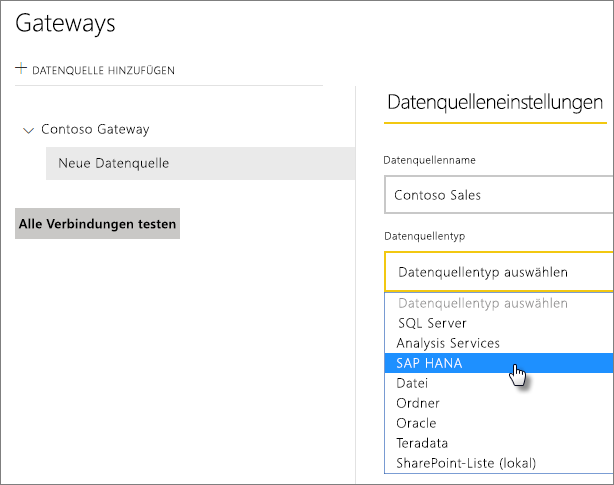 Gateways
+ DATENQUELLE HINZUFÜGEN
Contoso Gateway
Neue Datenquelle
Alle Verbindungen testen
Datenquelleneinstellungen
Datenquellenname
Contoso Sales
Datenquellentyp
Datenquellentyp auswählen
Datenquellentyp auswählen
SQL Server
Analysis Services
SAP HANA
Datei
Ordner
Oracle
Teradata
SharePoint-Liste (lokal)